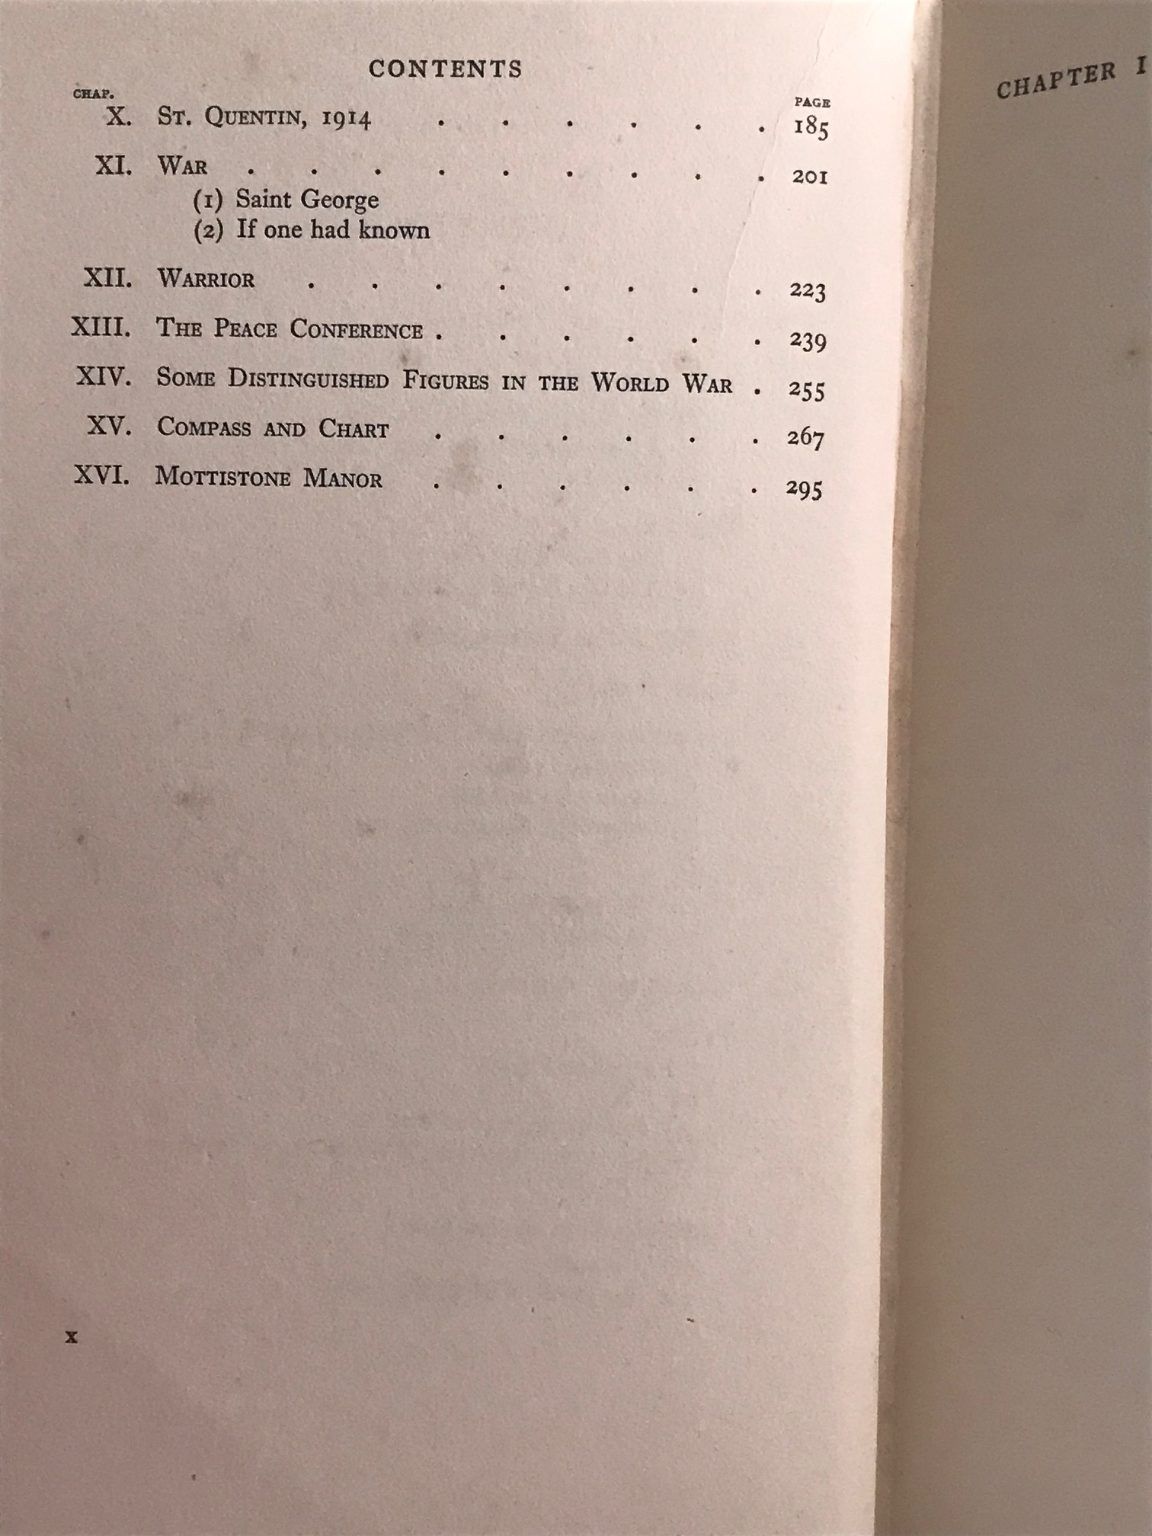 CONTENTS
CHAP. PAGE
X. St. Quentin, 1914 . . . . . . 185
XI. War . . . . . . . . . 201
(1) Saint George
(2) If one had known
XII. Warrior . . . . . . . . 223
XIII. The Peace Conference . . . . . . 239
XIV. Some Distinguished Figures in the World War . 255
XV. Compass and Chart . . . . . . 267
XVI. Mottistone Manor . . . . . . 295
x
CHAPTER I